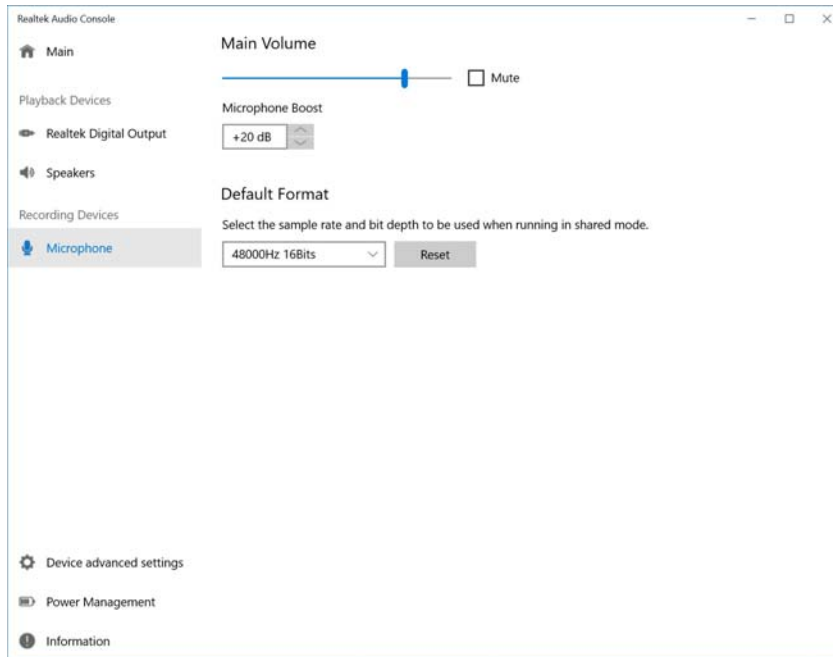 Realtek Audio Console
Main
Playback Devices
Realtek Digital Output
Speakers
Recording Devices
Microphone
Device advanced settings
Power Management
Information
Main Volume
Mute
Microphone Boost
+20 dB
Default Format
Select the sample rate and bit depth to be used when running in shared mode.
48000Hz 16Bits
Reset